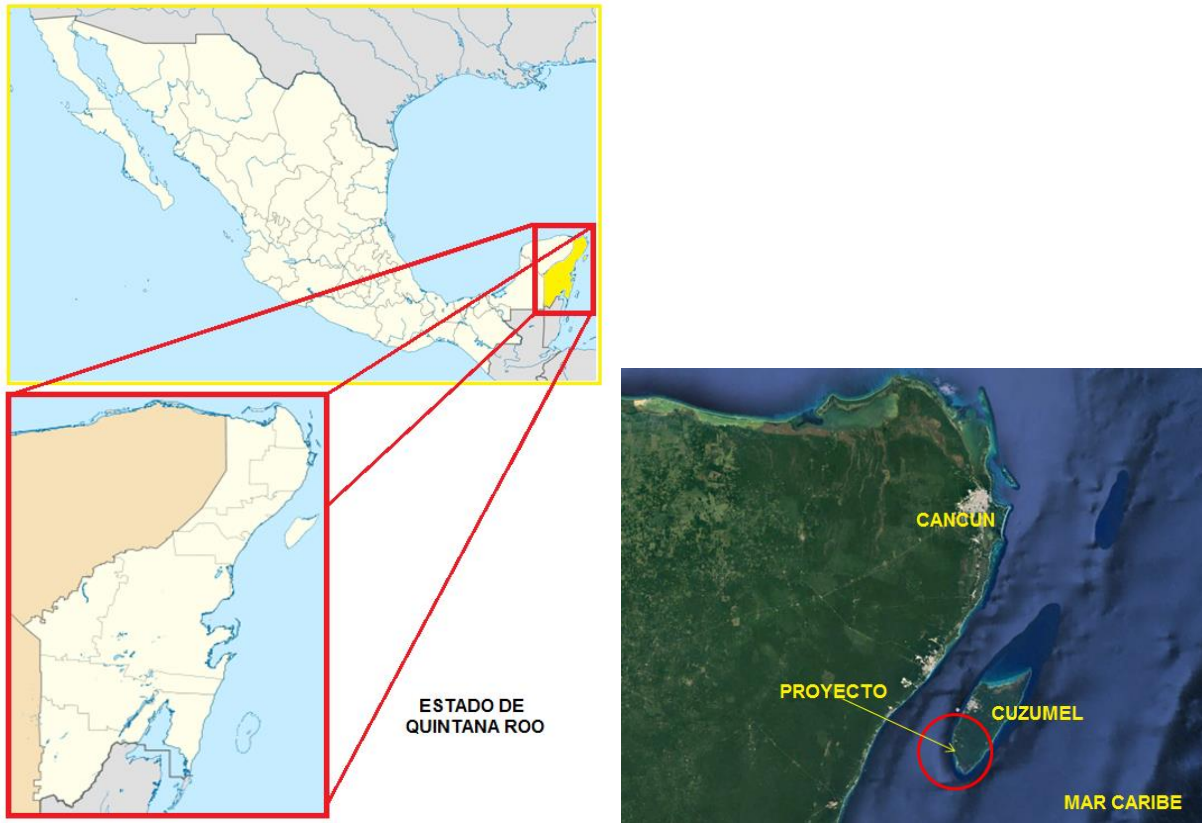 ESTADO DE
QUINTANA ROO
CANCUN
PROYECTO
CUZUMEL
MAR CARIBE